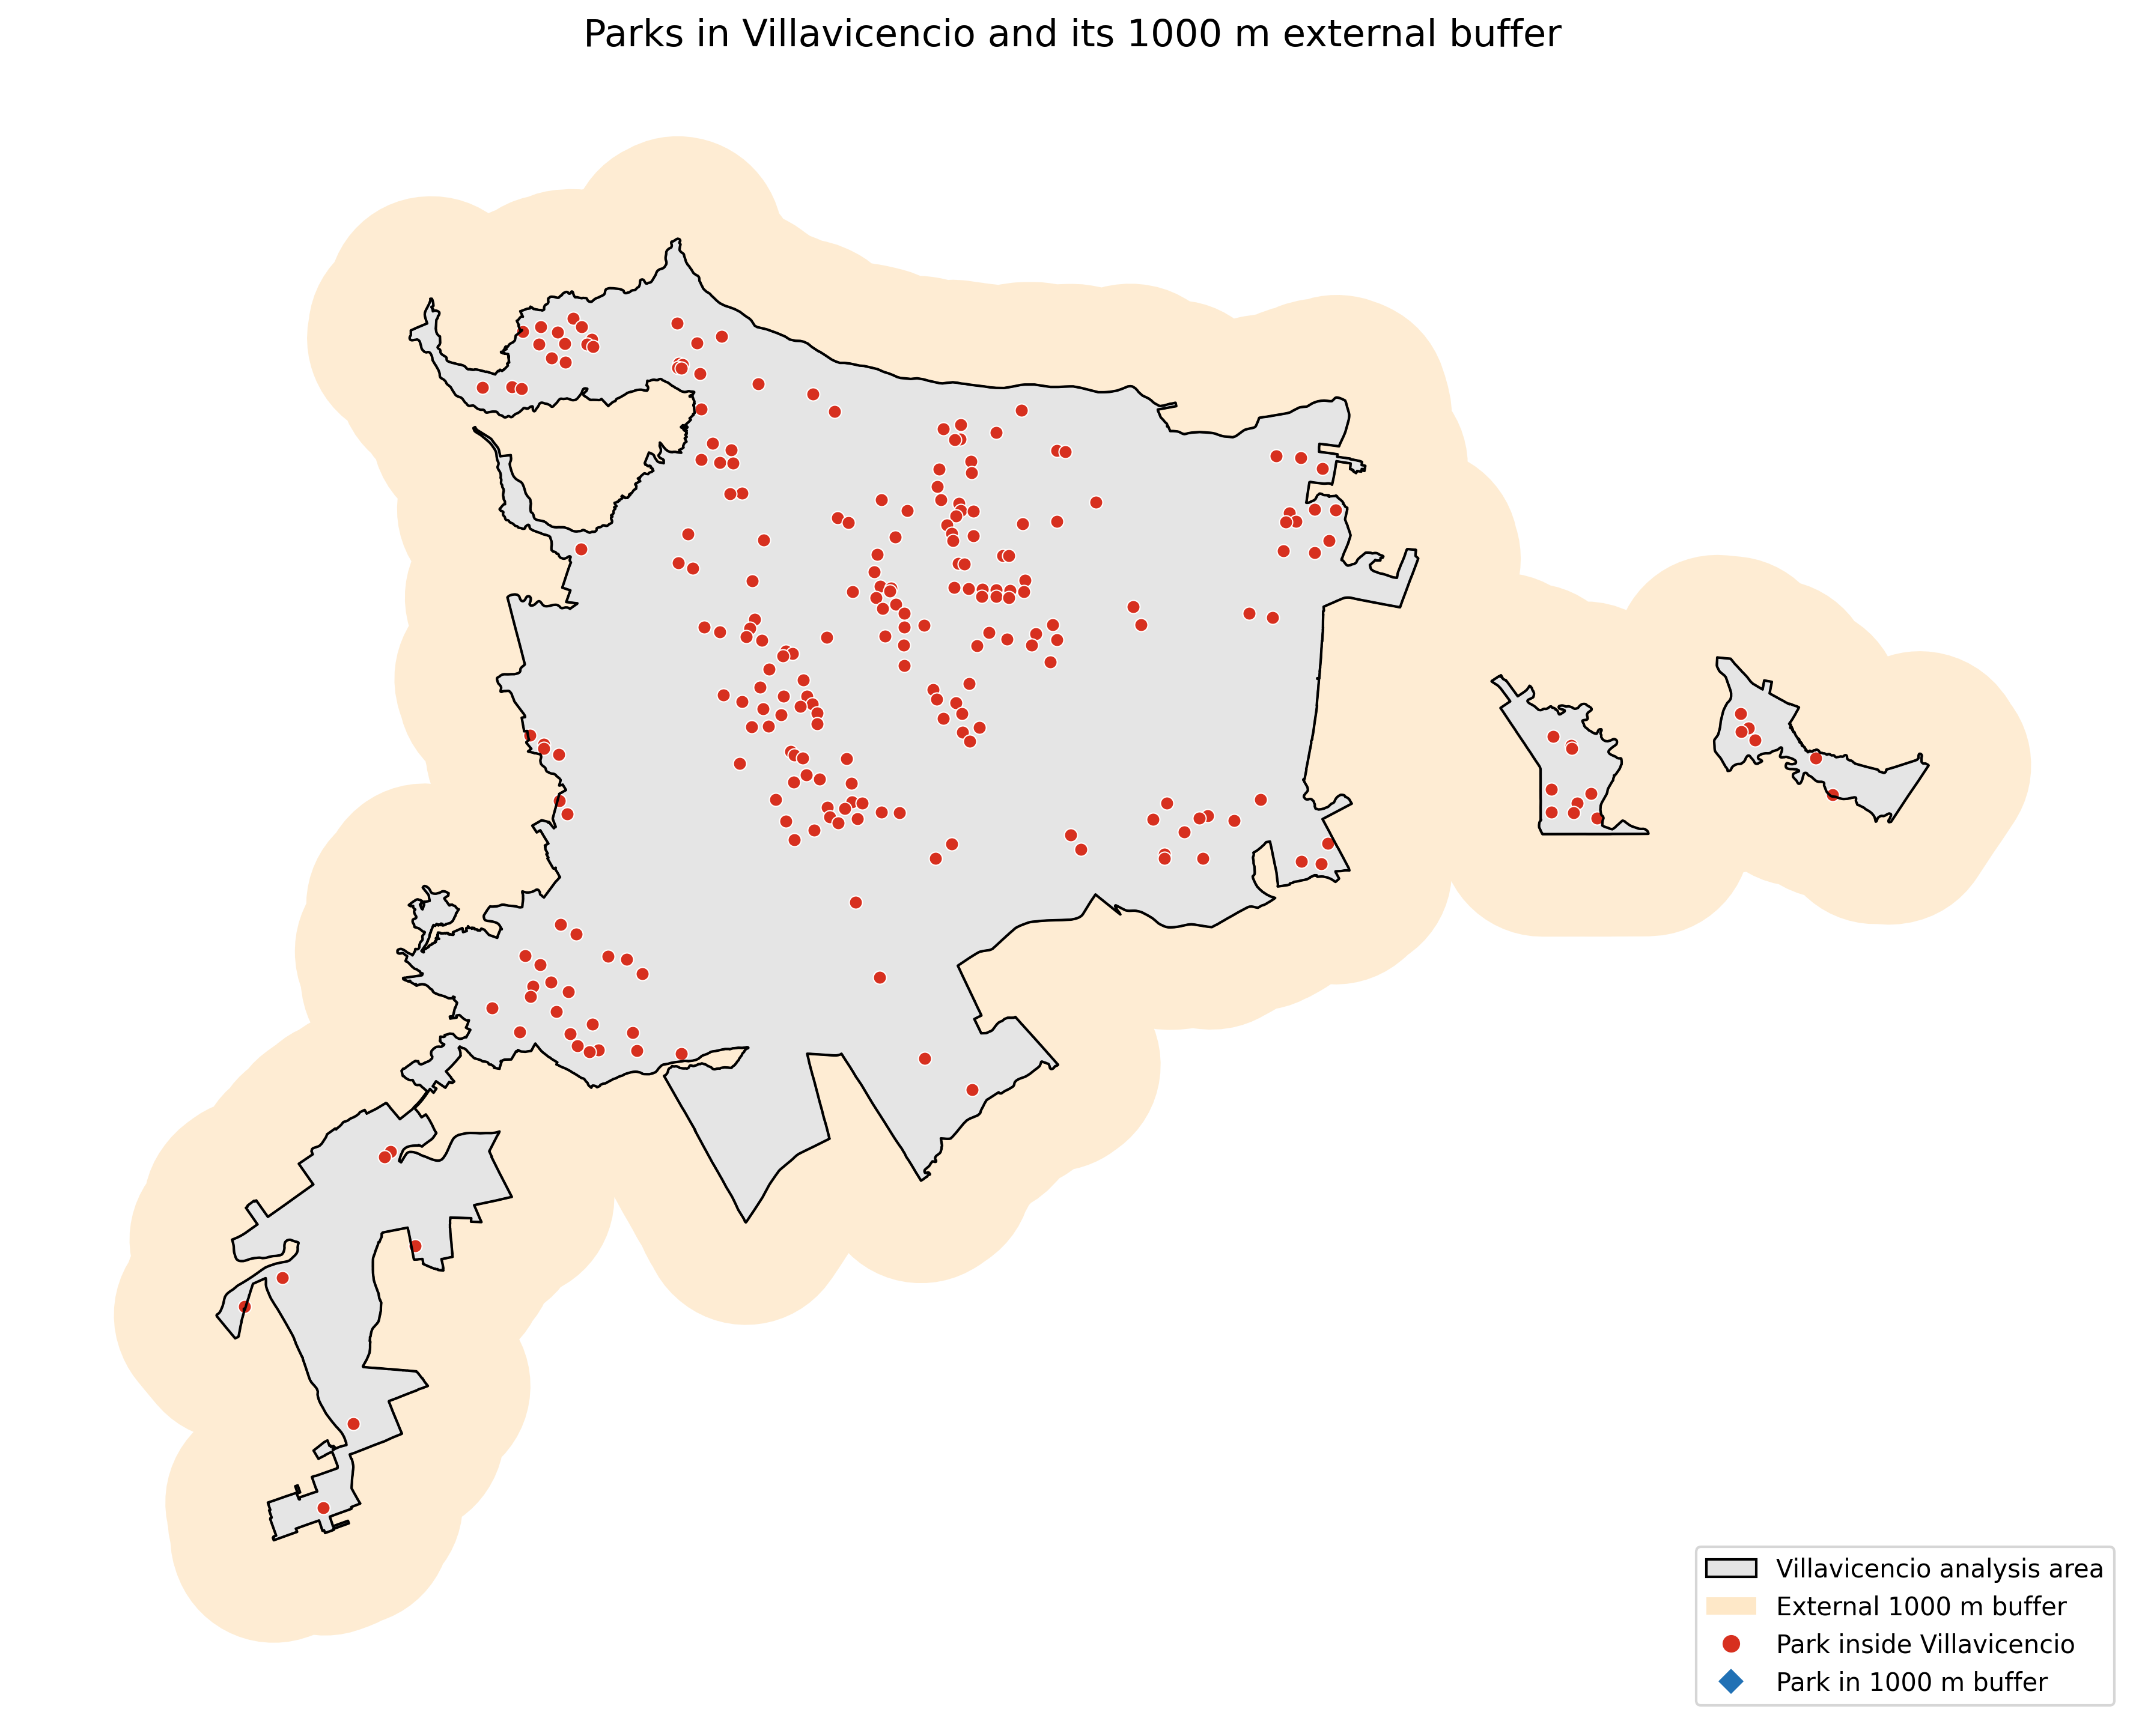 Parks in Villavicencio and its 1000 m external buffer
Villavicencio analysis area
External 1000 m buffer
Park inside Villavicencio
Park in 1000 m buffer